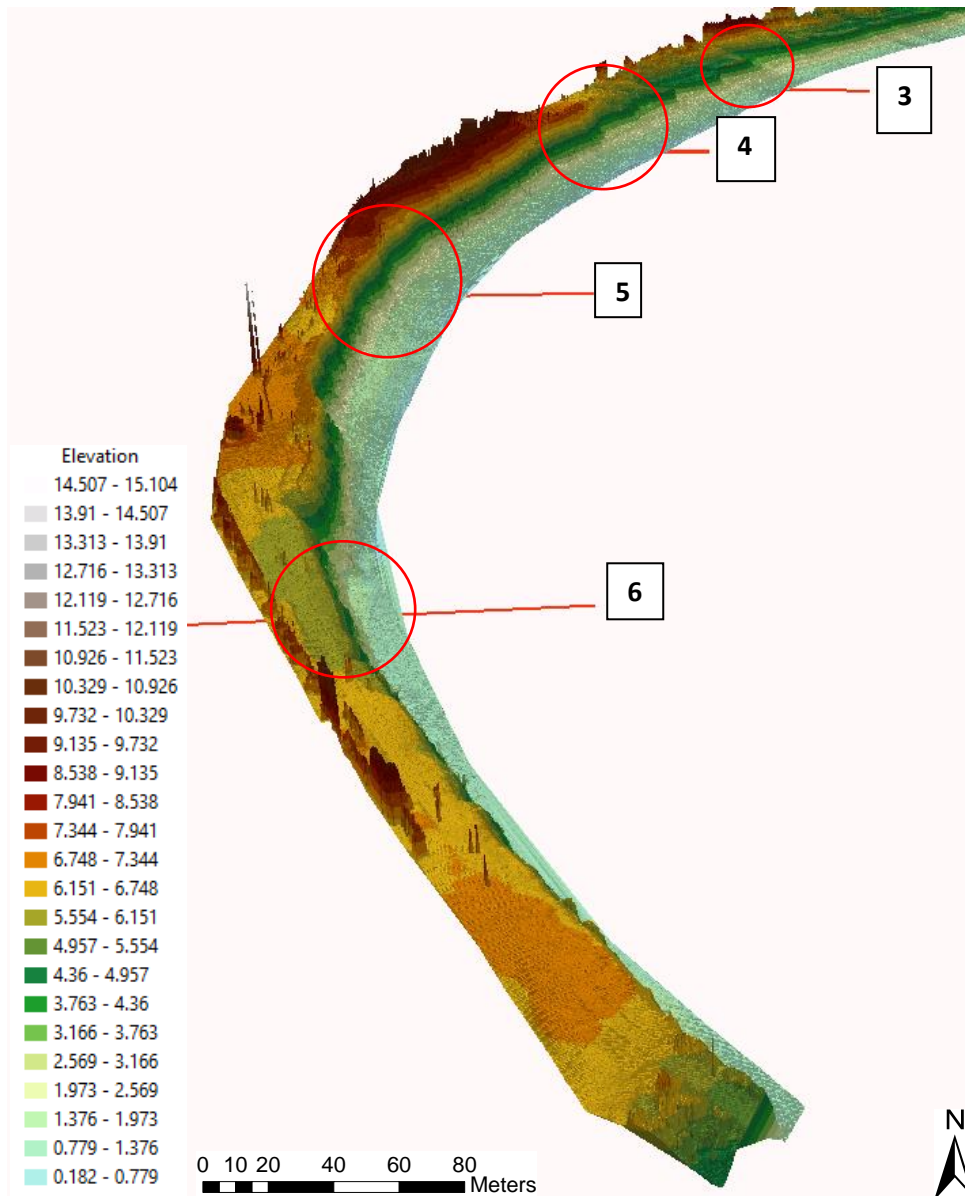 3
4
5
6
Elevation
14.507 - 15.104
13.91 - 14.507
13.313 - 13.91
12.716 - 13.313
12.119 - 12.716
11.523 - 12.119
10.926 - 11.523
10.329 - 10.926
9.732 - 10.329
9.135 - 9.732
8.538 - 9.135
7.941 - 8.538
7.344 - 7.941
6.748 - 7.344
6.151 - 6.748
5.554 - 6.151
4.957 - 5.554
4.36 - 4.957
3.763 - 4.36
3.166 - 3.763
2.569 - 3.166
1.973 - 2.569
1.376 - 1.973
0.779 - 1.376
0.182 - 0.779
0 10 20 40 60 80
Meters
N